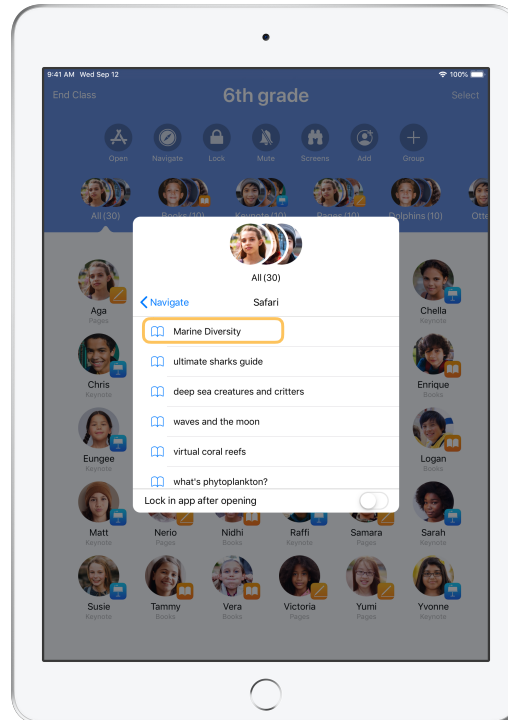 9:41 AM Wed Sep 12
100%
End Class
6th grade
Select
Open
Navigate
Lock
Mute
Screens
Add
Group
All (30)
Books (10)
Keynote (10)
Pages (10)
Dolphins (10)
Otte
All (30)
Navigate
Safari
Marine Diversity
ultimate sharks guide
deep sea creatures and critters
waves and the moon
virtual coral reefs
what's phytoplankton?
Lock in app after opening
Aga
Pages
Chella
Keynote
Chris
Keynote
Enrique
Books
Eungee
Keynote
Logan
Books
Matt
Keynote
Nerio
Pages
Nidhi
Books
Raffi
Keynote
Samara
Pages
Sarah
Keynote
Susie
Keynote
Tammy
Books
Vera
Books
Victoria
Pages
Yumi
Pages
Yvonne
Keynote